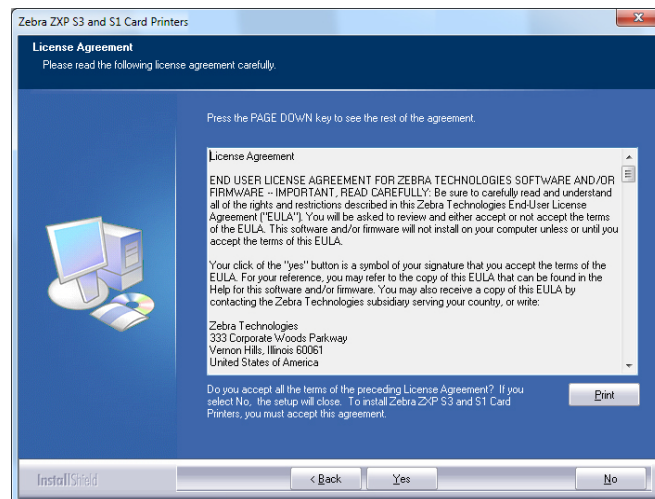 Zebra ZXP S3 and S1 Card Printers
License Agreement
Please read the following license agreement carefully.
Press the PAGE DOWN key to see the rest of the agreement.
License Agreement
END USER LICENSE AGREEMENT FOR ZEBRA TECHNOLOGIES SOFTWARE AND/OR
FIRMWARE -- IMPORTANT, READ CAREFULLY: Be sure to carefully read and understand
all of the rights and restrictions described in this Zebra Technologies End-User License
Agreement ("EULA"). You will be asked to review and either accept or not accept the terms
of the EULA. This software and/or firmware will not install on your computer unless or until you
accept the terms of this EULA.
Your click of the "yes" button is a symbol of your signature that you accept the terms of the
EULA. For your reference, you may refer to the copy of this EULA that can be found in the
Help for this software and/or firmware. You may also receive a copy of this EULA by
contacting the Zebra Technologies subsidiary serving your country, or write:
Zebra Technologies
333 Corporate Woods Parkway
Vernon Hills, Illinois 60061
United States of America
Do you accept all the terms of the preceding License Agreement? If you
select No, the setup will close. To install Zebra ZXP S3 and S1 Card
Printers, you must accept this agreement.
Print
InstallShield
< Back
Yes
No